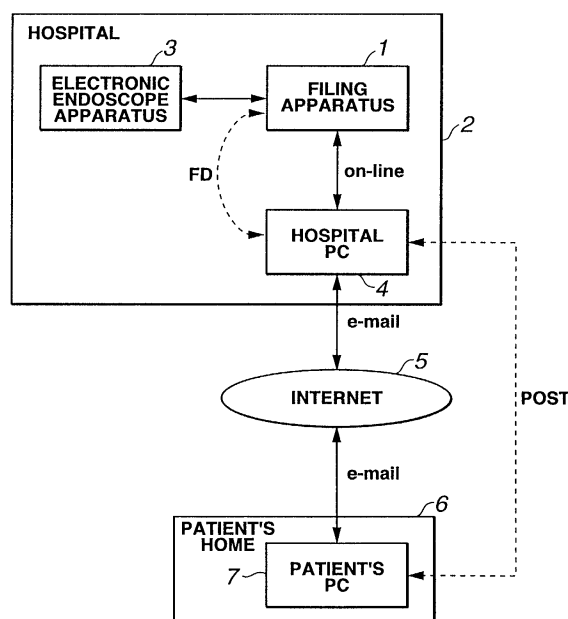 HOSPITAL
3
1
ELECTRONIC
ENDOSCOPE
APPARATUS
FILING
APPARATUS
2
FD
on-line
HOSPITAL
PC
4
e-mail
5
INTERNET
POST
e-mail
6
PATIENT'S
HOME
7
PATIENT'S
PC